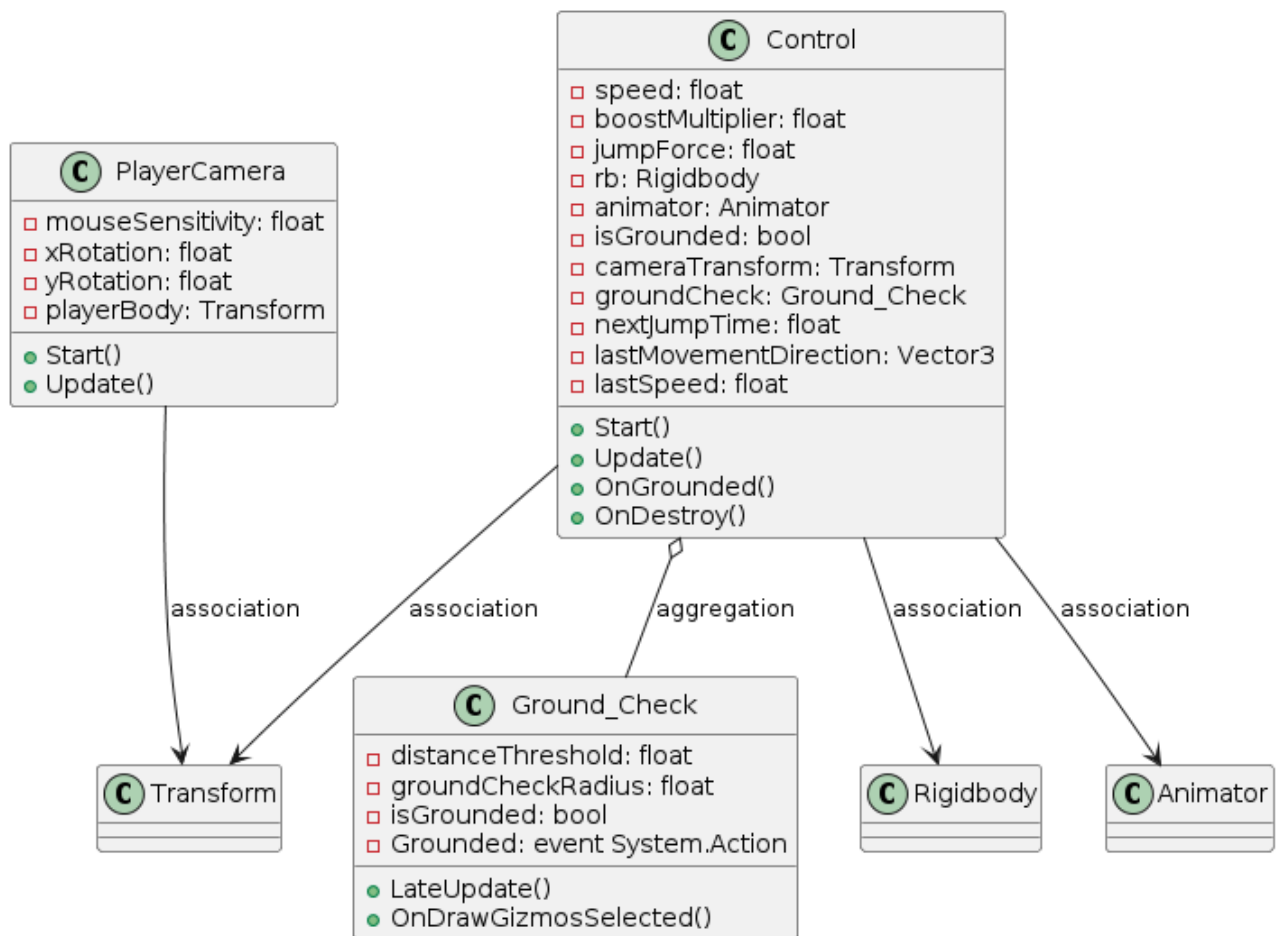 C Control
speed: float
boostMultiplier: float
jumpForce: float
rb: Rigidbody
animator: Animator
isGrounded: bool
cameraTransform: Transform
groundCheck: Ground_Check
nextJumpTime: float
lastMovementDirection: Vector3
lastSpeed: float
Start()
Update()
OnGrounded()
OnDestroy()
C PlayerCamera
mouseSensitivity: float
xRotation: float
yRotation: float
playerBody: Transform
Start()
Update()
association
association
aggregation
association
association
C Transform
C Ground_Check
distanceThreshold: float
groundCheckRadius: float
isGrounded: bool
Grounded: event System.Action
LateUpdate()
OnDrawGizmosSelected()
C Rigidbody
C Animator